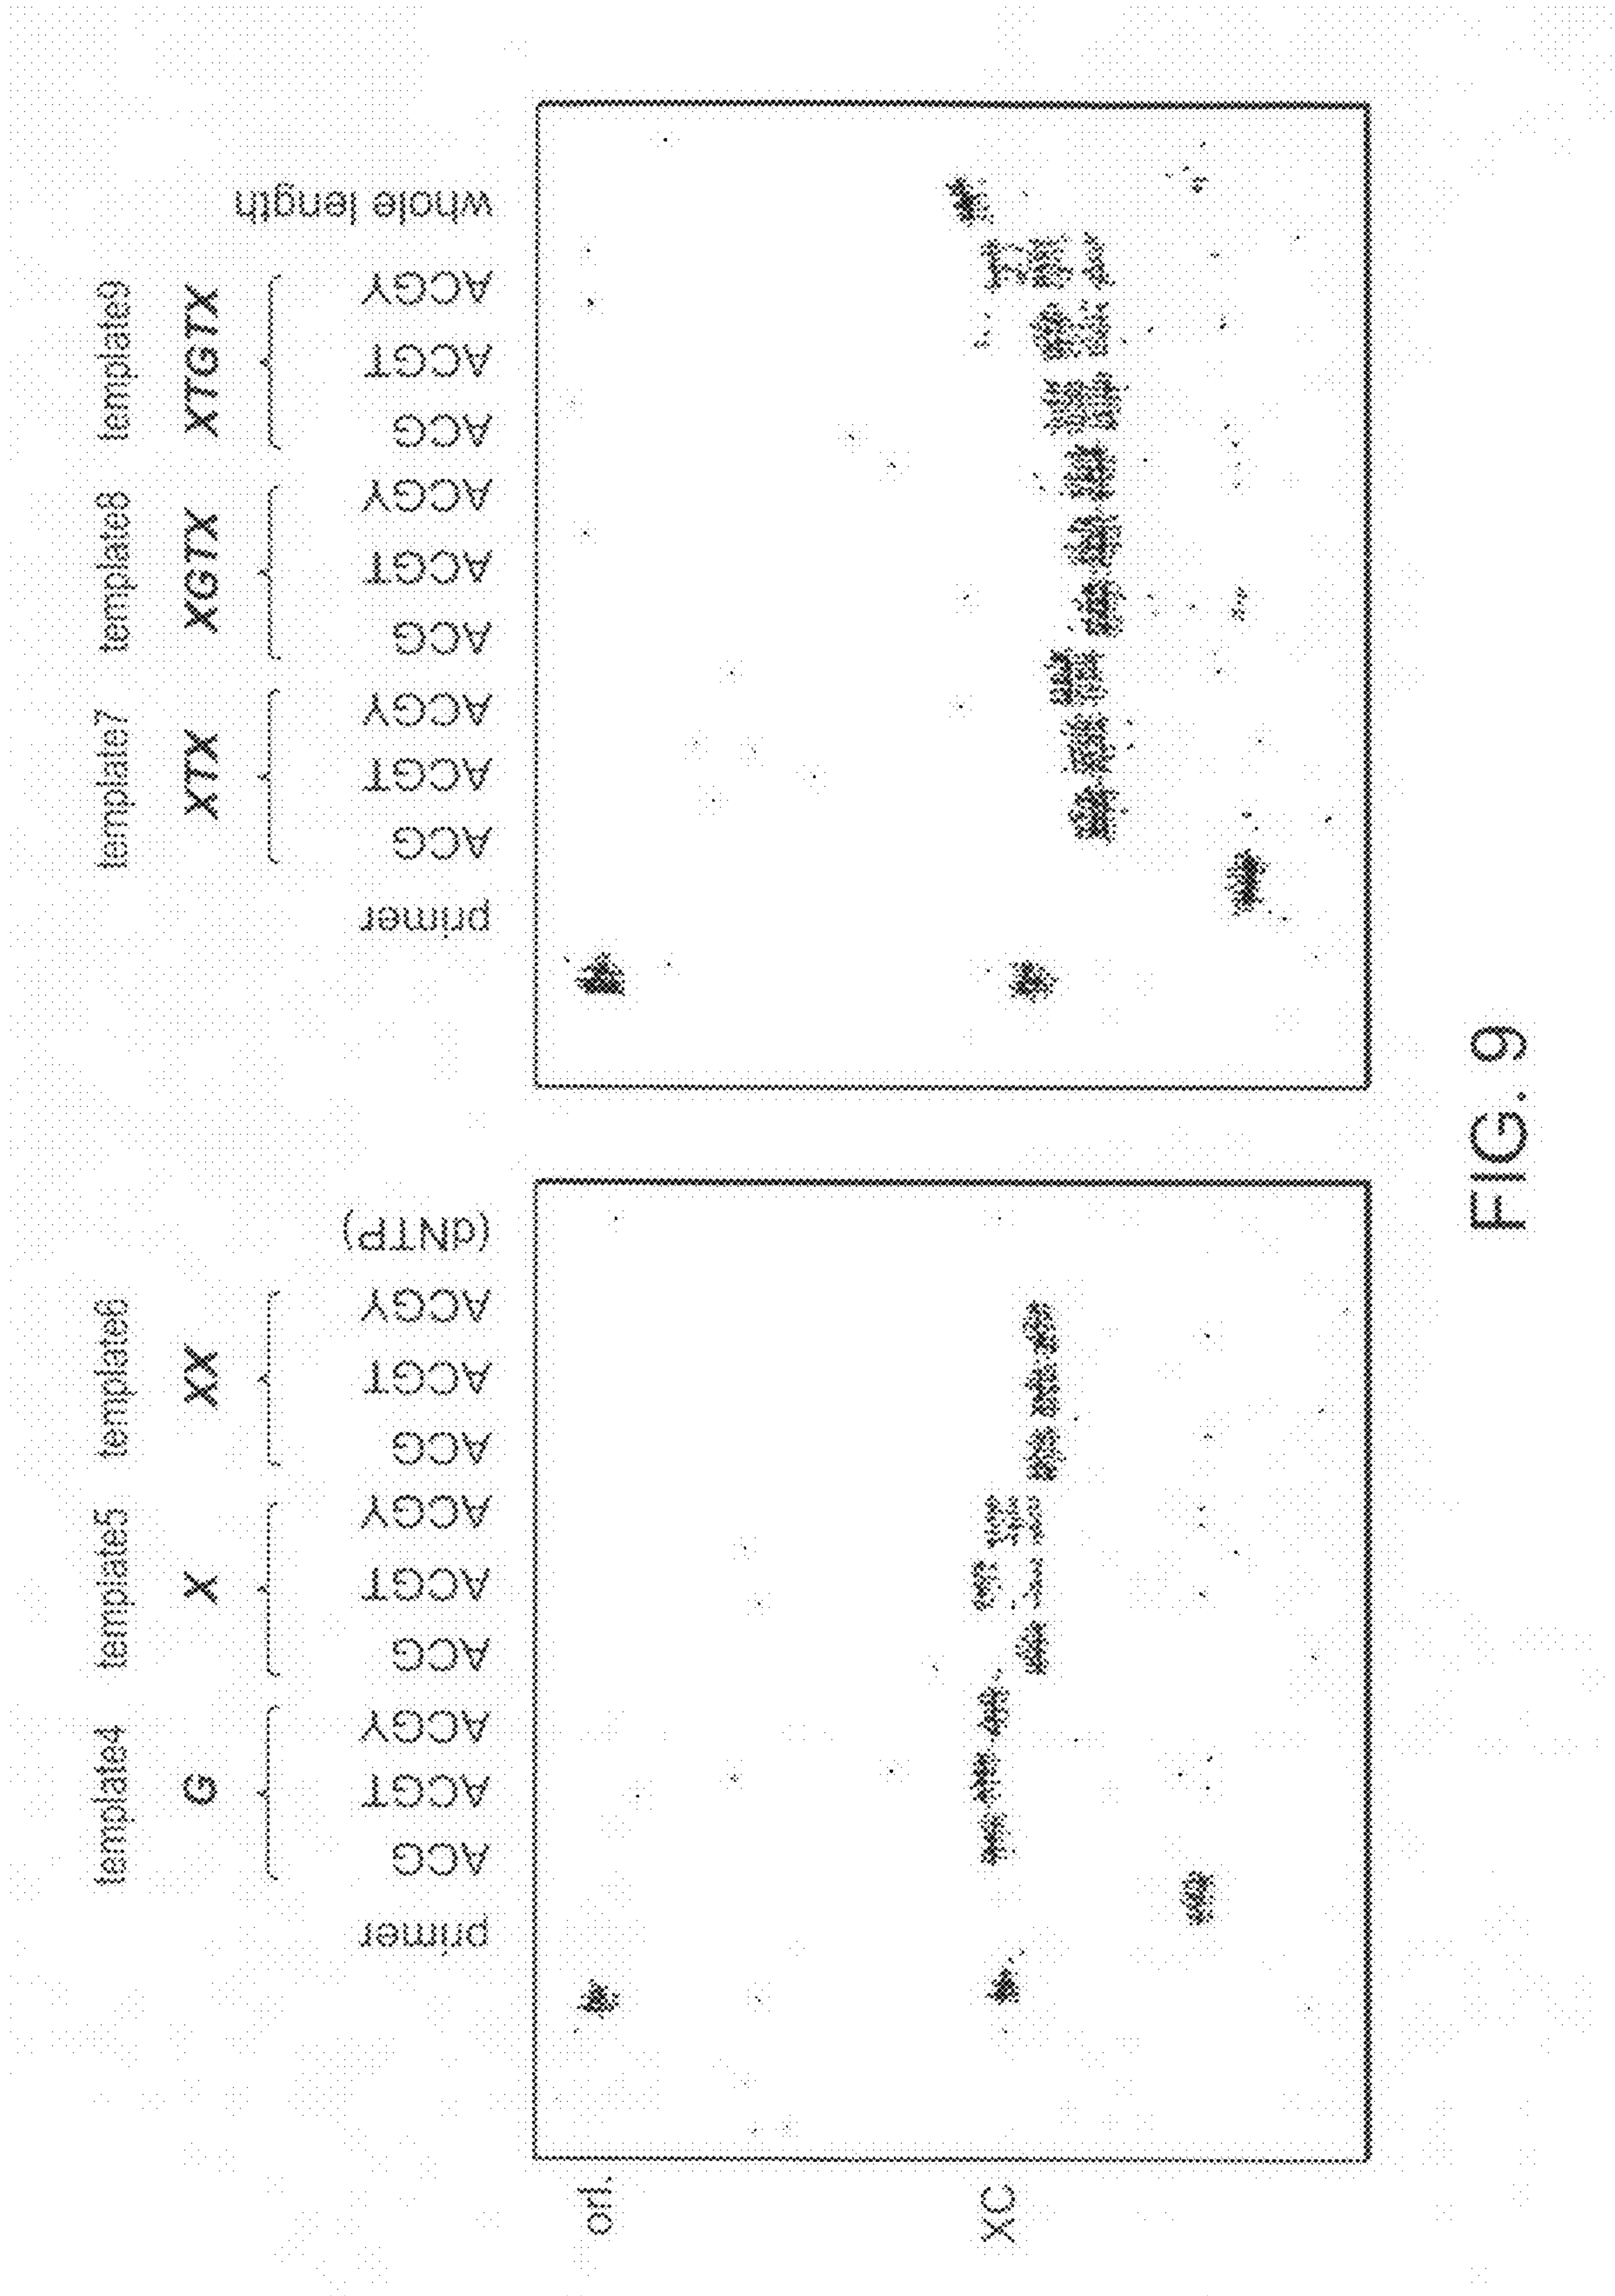 template4 template5 template6
G X XX
primer ACG ACGT ACGY ACG ACGT ACGY ACG ACGT ACGY (dNTP)
ori.
XC
template7 template8 template9
XTX XGTX XTGTX
primer ACG ACGT ACGY ACG ACGT ACGY ACG ACGT ACGY whole length
FIG. 9